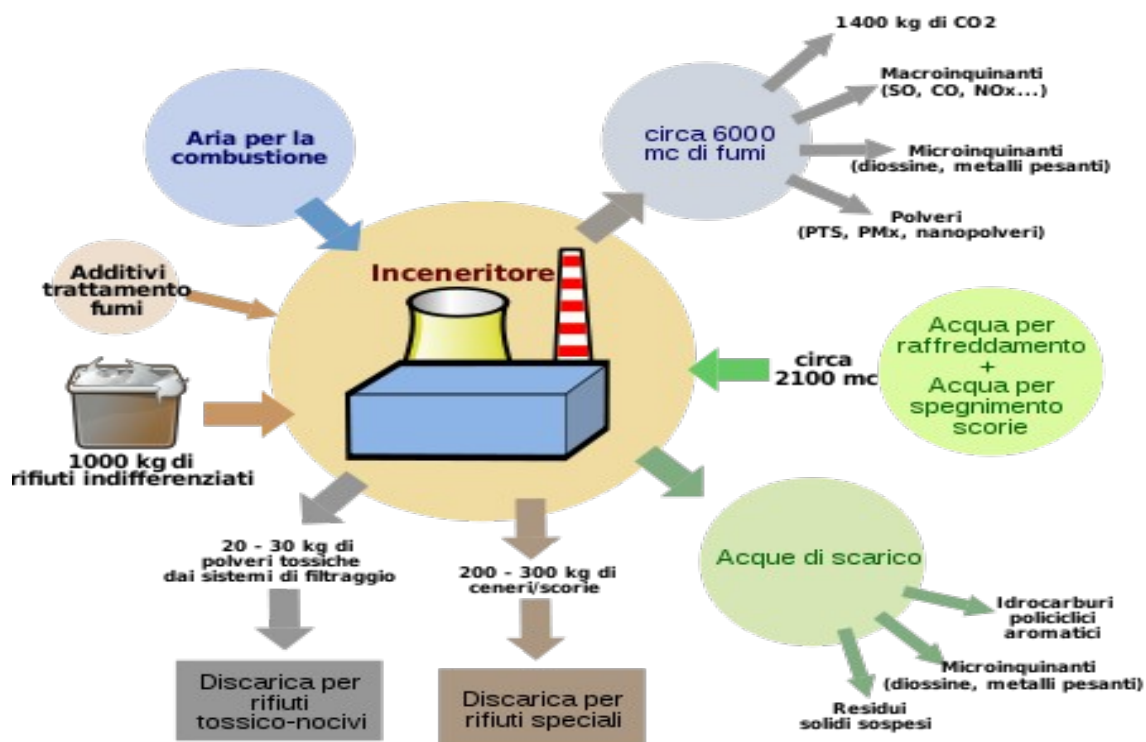 1400 kg di CO2
Macroinquinanti
(SO, CO, NOx...)
Aria per la
combustione
circa 6000
mc di fumi
Microinquinanti
(diossine, metalli pesanti)
Polveri
(PTS, PMx, nanopolveri)
Additivi
trattamento
fumi
Inceneritore
circa
2100 mc
Acqua per
raffreddamento
+
Acqua per
spegnimento
scorie
1000 kg di
rifiuti indifferenziati
20 - 30 kg di
polveri tossiche
dai sistemi di filtraggio
200 - 300 kg di
ceneri/scorie
Acque di scarico
Idrocarburi
policiclici
aromatici
Microinquinanti
(diossine, metalli pesanti)
Residui
solidi sospesi
Discarica per
rifiuti
tossico-nocivi
Discarica per
rifiuti speciali